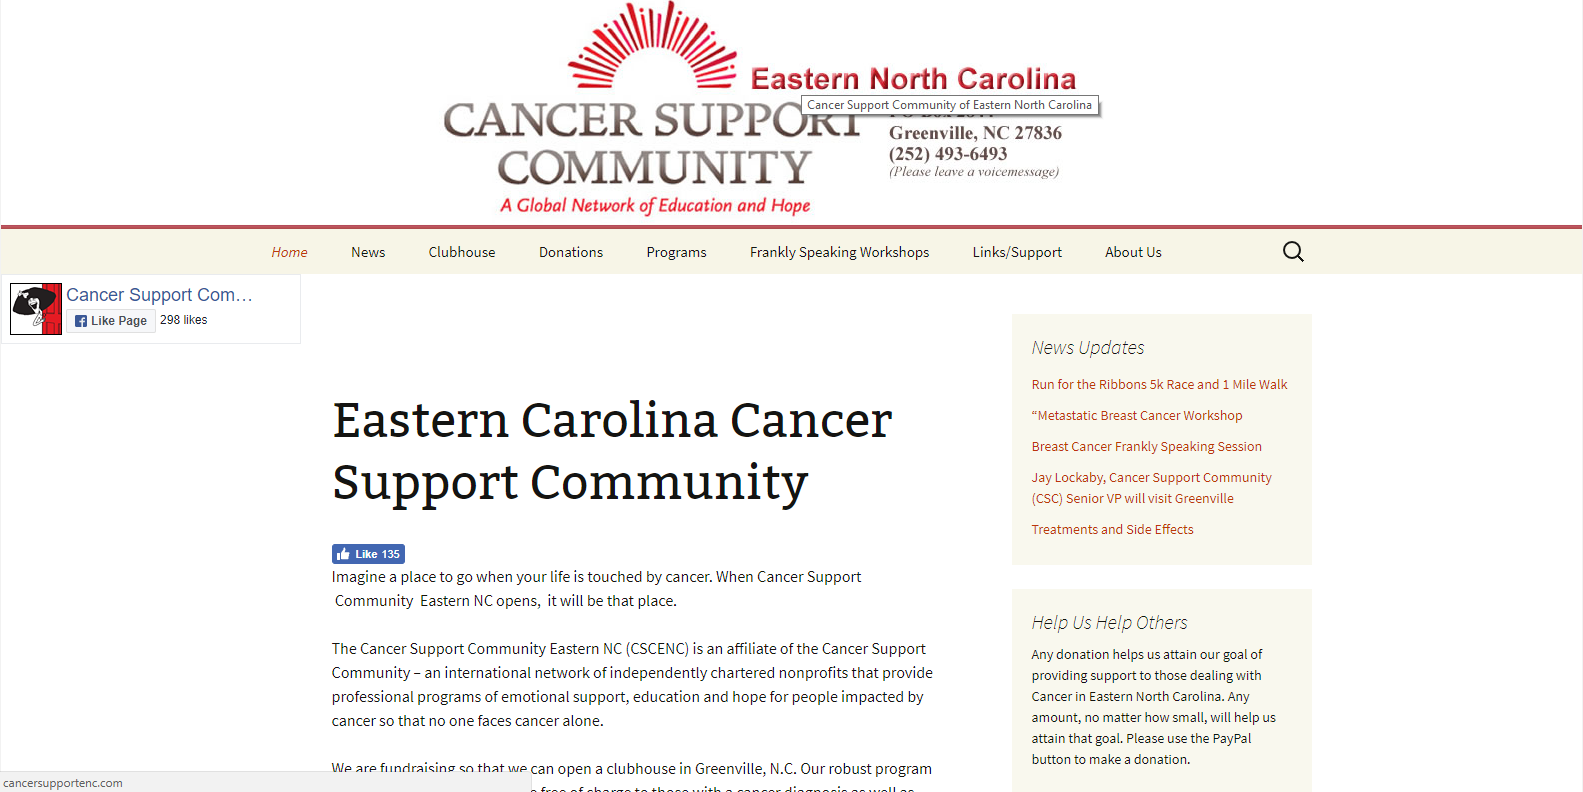 Eastern North Carolina
Cancer Support Community of Eastern North Carolina
CANCER SUPPORT
COMMUNITY
A Global Network of Education and Hope
Greenville, NC 27836
(252) 493-6493
(Please leave a voicemessage)
Home News Clubhouse Donations Programs Frankly Speaking Workshops Links/Support About Us
Cancer Support Com…
Like Page 298 likes
Eastern Carolina Cancer
Support Community
Like 135
Imagine a place to go when your life is touched by cancer. When Cancer Support
Community Eastern NC opens, it will be that place.
The Cancer Support Community Eastern NC (CSCENC) is an affiliate of the Cancer Support
Community – an international network of independently chartered nonprofits that provide
professional programs of emotional support, education and hope for people impacted by
cancer so that no one faces cancer alone.
We are fundraising so that we can open a clubhouse in Greenville, N.C. Our robust program
free of charge to those with a cancer diagnosis as well as
News Updates
Run for the Ribbons 5k Race and 1 Mile Walk
“Metastatic Breast Cancer Workshop
Breast Cancer Frankly Speaking Session
Jay Lockaby, Cancer Support Community
(CSC) Senior VP will visit Greenville
Treatments and Side Effects
Help Us Help Others
Any donation helps us attain our goal of
providing support to those dealing with
Cancer in Eastern North Carolina. Any
amount, no matter how small, will help us
attain that goal. Please use the PayPal
button to make a donation.
cancersupportenc.com